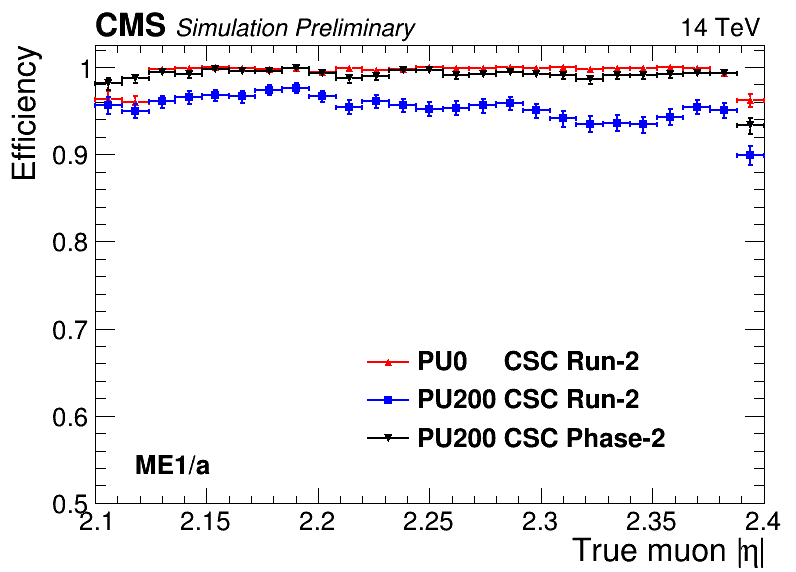 CMS Simulation Preliminary 14 TeV
Efficiency
1
0.9
0.8
0.7
0.6
0.5
PU0 CSC Run-2
PU200 CSC Run-2
PU200 CSC Phase-2
ME1/a
2.1 2.15 2.2 2.25 2.3 2.35 2.4
True muon |η|